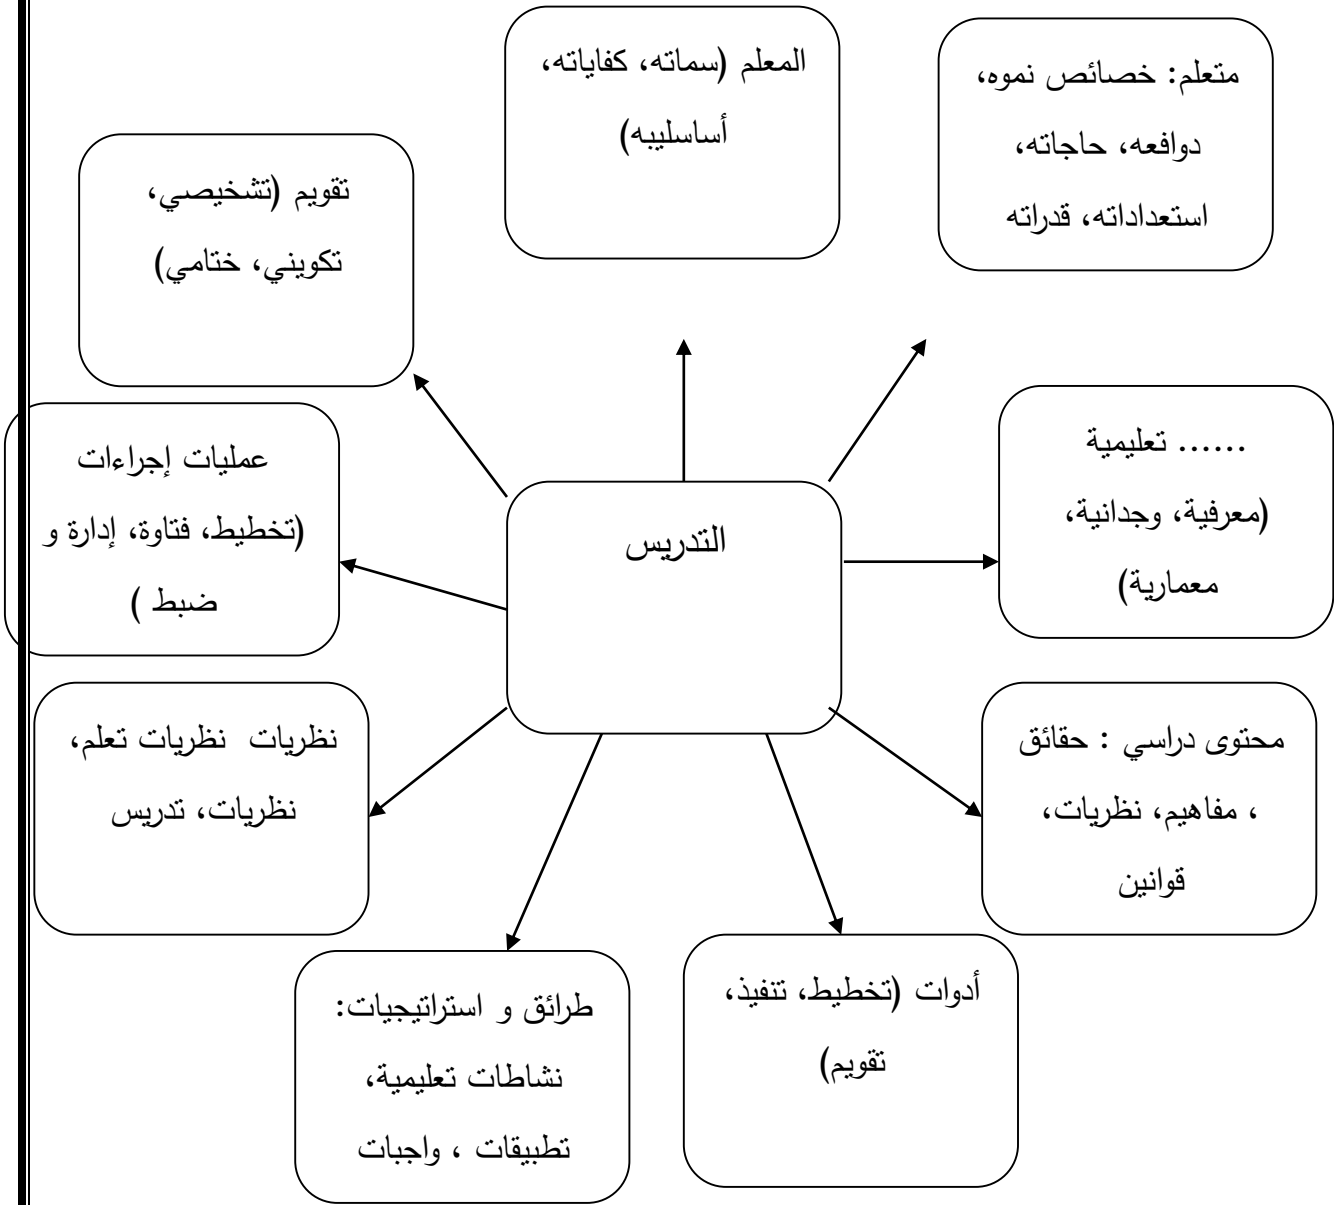 المعلم (سماته، كفاياته،
أساسليبه)
متعلم: خصائص نموه،
دوافعه، حاجاته،
استعداداته، قدراته
تقويم (تشخيصي،
تكويني، ختامي)
...... تعليمية
(معرفية، وجدانية،
معمارية)
عمليات إجراءات
(تخطيط، فتاوة، إدارة و
ضبط )
التدريس
محتوى دراسي : حقائق
، مفاهيم، نظريات،
قوانين
نظريات نظريات تعلم،
نظريات، تدريس
أدوات (تخطيط، تنفيذ،
تقويم)
طرائق و استراتيجيات:
نشاطات تعليمية،
تطبيقات ، واجبات